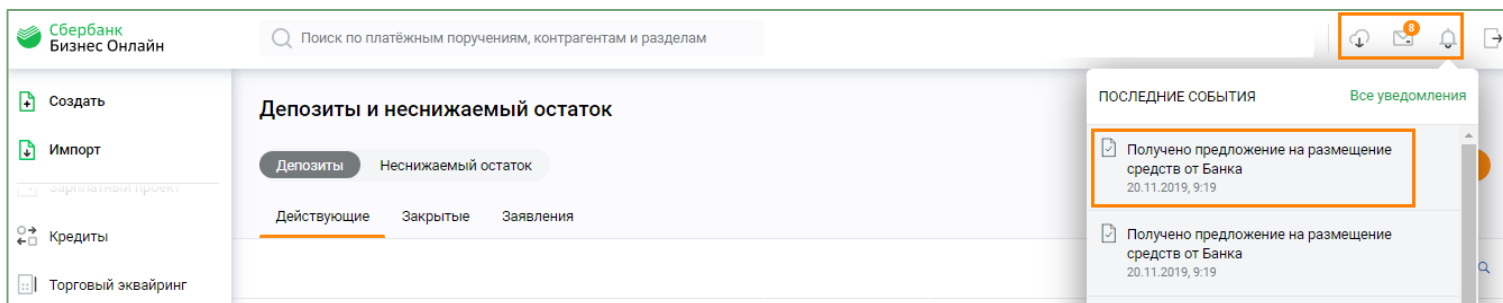 Сбербанк
Бизнес Онлайн
Поиск по платёжным поручениям, контрагентам и разделам
8
Создать
Импорт
Зарплатный проект
Кредиты
Торговый эквайринг
Депозиты и неснижаемый остаток
Депозиты
Неснижаемый остаток
Действующие
Закрытые
Заявления
ПОСЛЕДНИЕ СОБЫТИЯ
Все уведомления
Получено предложение на размещение
средств от Банка
20.11.2019, 9:19
Получено предложение на размещение
средств от Банка
20.11.2019, 9:19